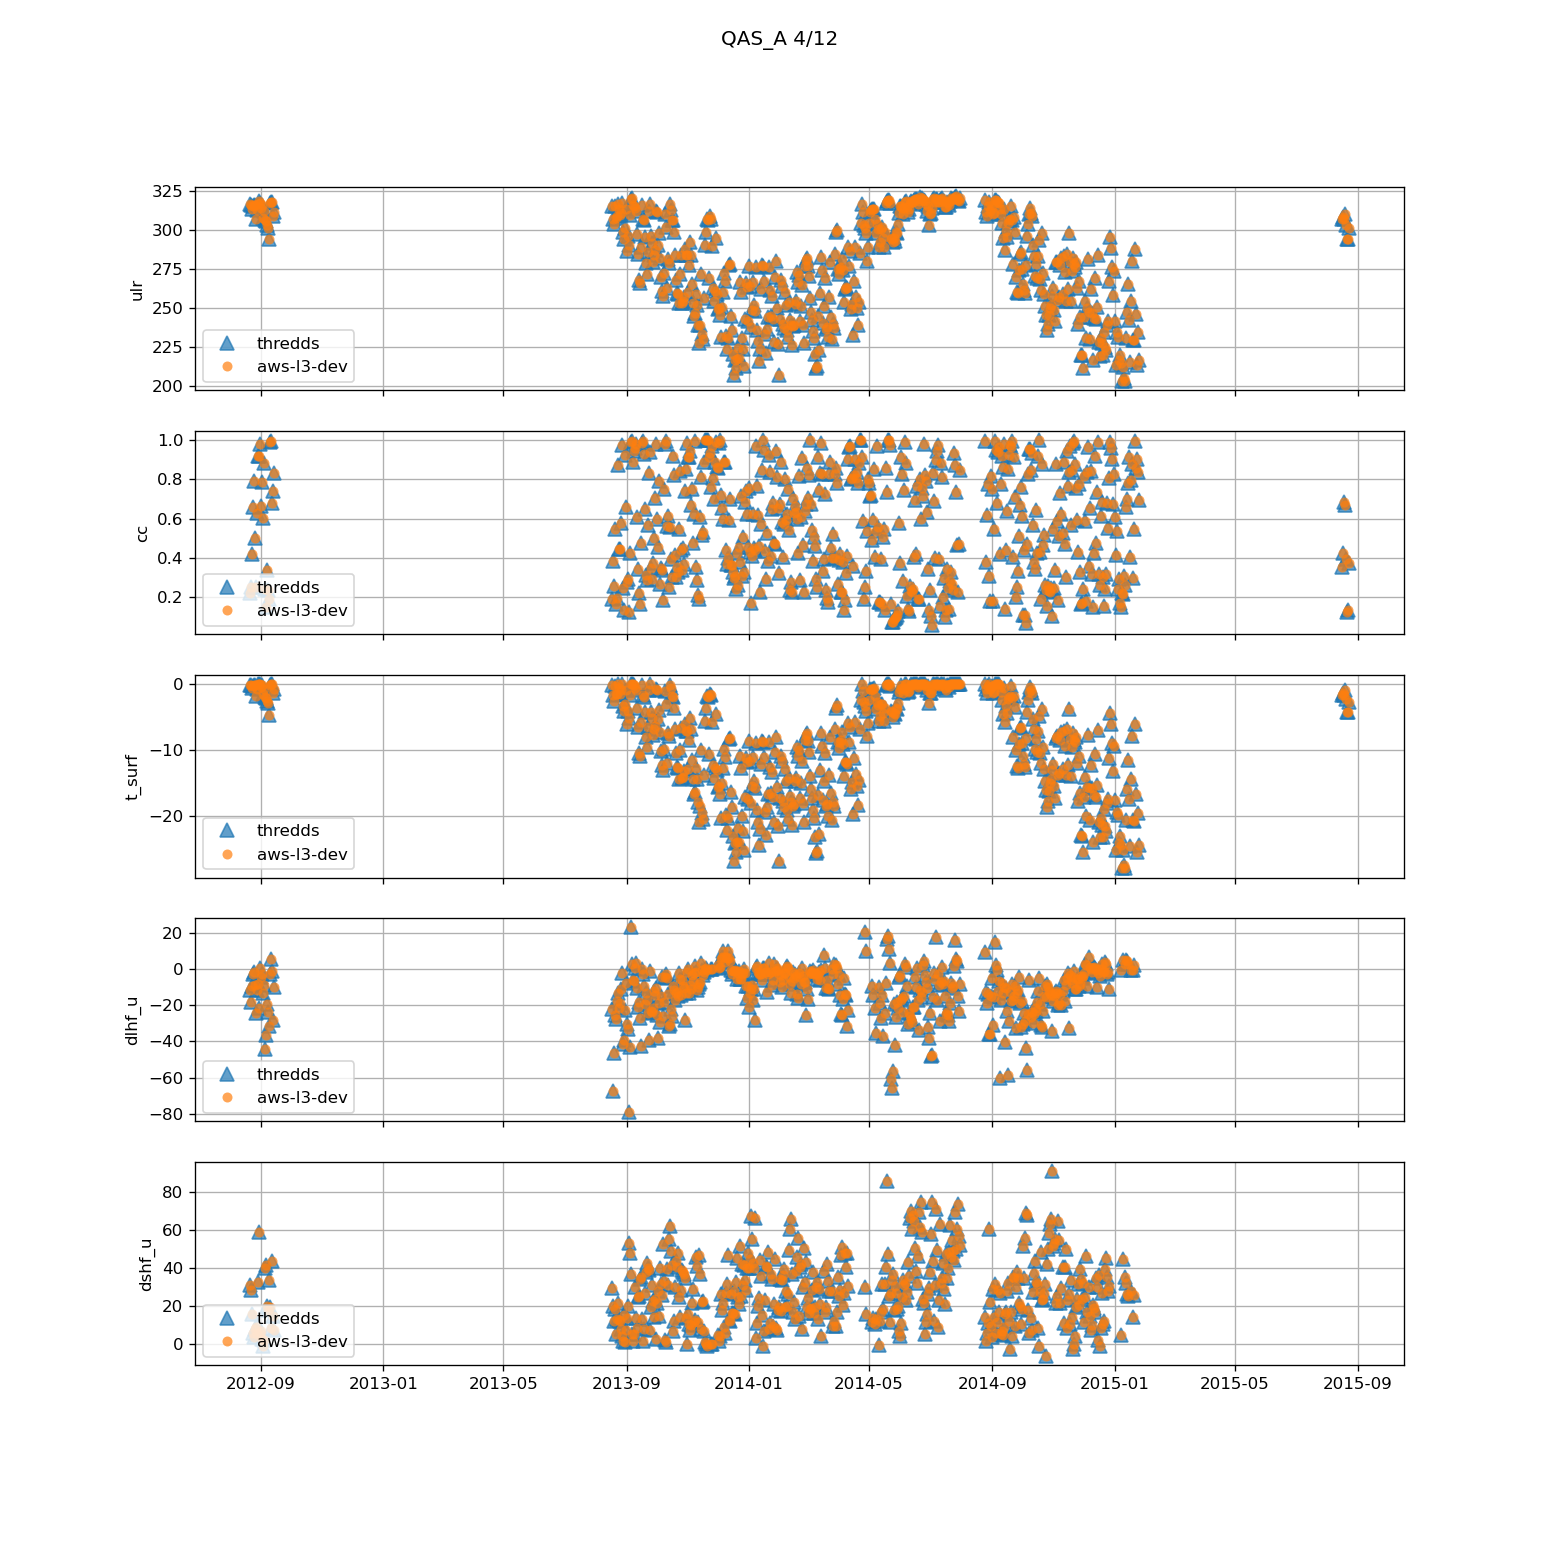 QAS_A 4/12
325
300
275
250
225
200
ulr
thredds
aws-l3-dev
1.0
0.8
0.6
0.4
0.2
cc
thredds
aws-l3-dev
0
−10
−20
t_surf
thredds
aws-l3-dev
20
0
−20
−40
−60
−80
dlhf_u
thredds
aws-l3-dev
80
60
40
20
0
dshf_u
thredds
aws-l3-dev
2012-09 2013-01 2013-05 2013-09 2014-01 2014-05 2014-09 2015-01 2015-05 2015-09